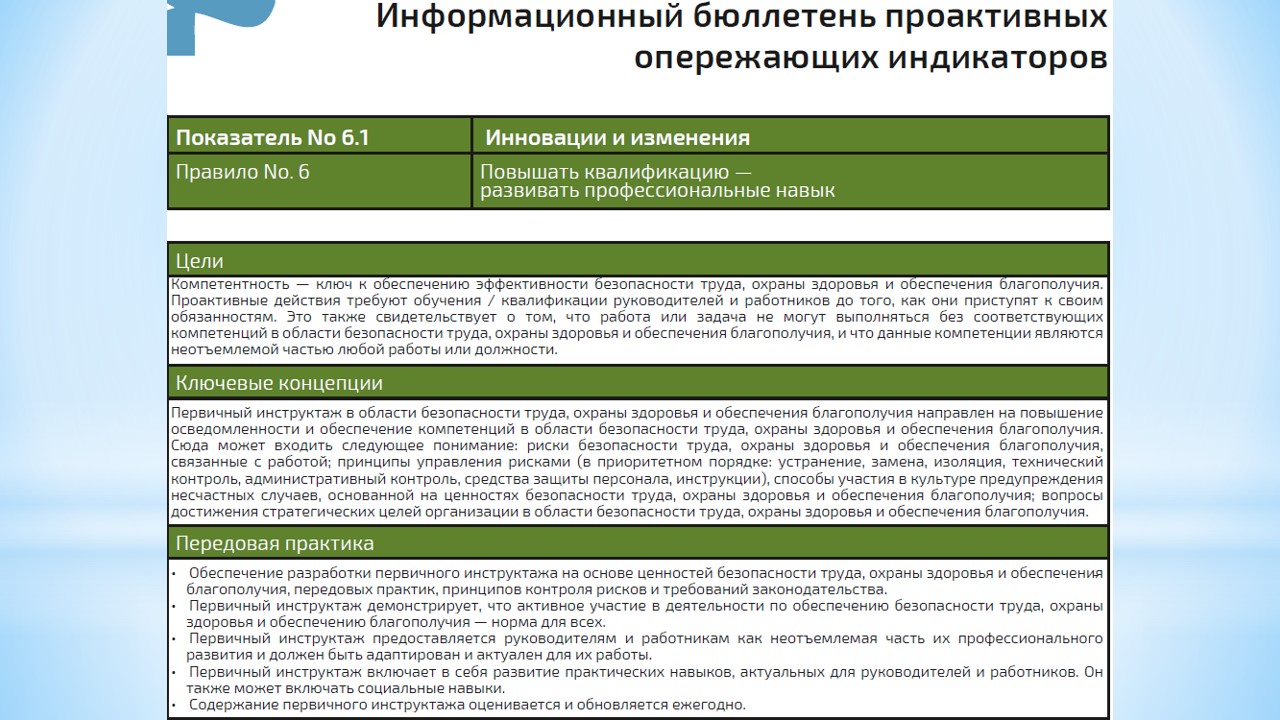 Информационный бюллетень проактивных
опережающих индикаторов
Показатель No 6.1
Инновации и изменения
Правило No. 6
Повышать квалификацию —
развивать профессиональные навык
Цели
Компетентность — ключ к обеспечению эффективности безопасности труда, охраны здоровья и обеспечения благополучия.
Проактивные действия требуют обучения / квалификации руководителей и работников до того, как они приступят к своим
обязанностям. Это также свидетельствует о том, что работа или задача не могут выполняться без соответствующих
компетенций в области безопасности труда, охраны здоровья и обеспечения благополучия, и что данные компетенции являются
неотъемлемой частью любой работы или должности.
Ключевые концепции
Первичный инструктаж в области безопасности труда, охраны здоровья и обеспечения благополучия направлен на повышение
осведомленности и обеспечение компетенций в области безопасности труда, охраны здоровья и обеспечения благополучия.
Сюда может входить следующее понимание: риски безопасности труда, охраны здоровья и обеспечения благополучия,
связанные с работой; принципы управления рисками (в приоритетном порядке: устранение, замена, изоляция, технический
контроль, административный контроль, средства защиты персонала, инструкции), способы участия в культуре предупреждения
несчастных случаев, основанной на ценностях безопасности труда, охраны здоровья и обеспечения благополучия; вопросы
достижения стратегических целей организации в области безопасности труда, охраны здоровья и обеспечения благополучия.
Передовая практика
• Обеспечение разработки первичного инструктажа на основе ценностей безопасности труда, охраны здоровья и обеспечения
благополучия, передовых практик, принципов контроля рисков и требований законодательства.
• Первичный инструктаж демонстрирует, что активное участие в деятельности по обеспечению безопасности труда, охраны
здоровья и обеспечению благополучия — норма для всех.
• Первичный инструктаж предоставляется руководителям и работникам как неотъемлемая часть их профессионального
развития и должен быть адаптирован и актуален для их работы.
• Первичный инструктаж включает в себя развитие практических навыков, актуальных для руководителей и работников. Он
также может включать социальные навыки.
• Содержание первичного инструктажа оценивается и обновляется ежегодно.